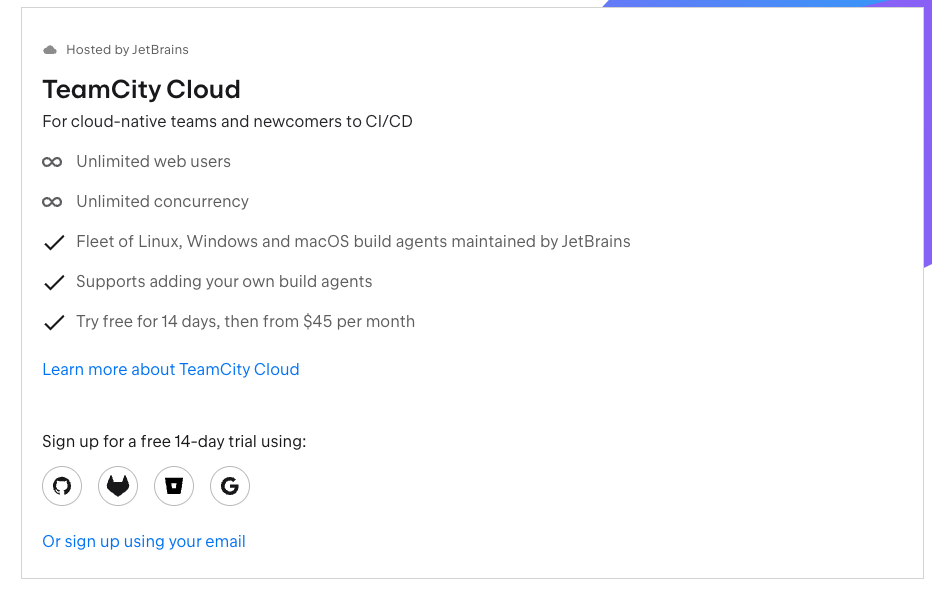 Hosted by JetBrains
TeamCity Cloud
For cloud-native teams and newcomers to CI/CD
Unlimited web users
Unlimited concurrency
Fleet of Linux, Windows and macOS build agents maintained by JetBrains
Supports adding your own build agents
Try free for 14 days, then from $45 per month
Learn more about TeamCity Cloud
Sign up for a free 14-day trial using:
Or sign up using your email